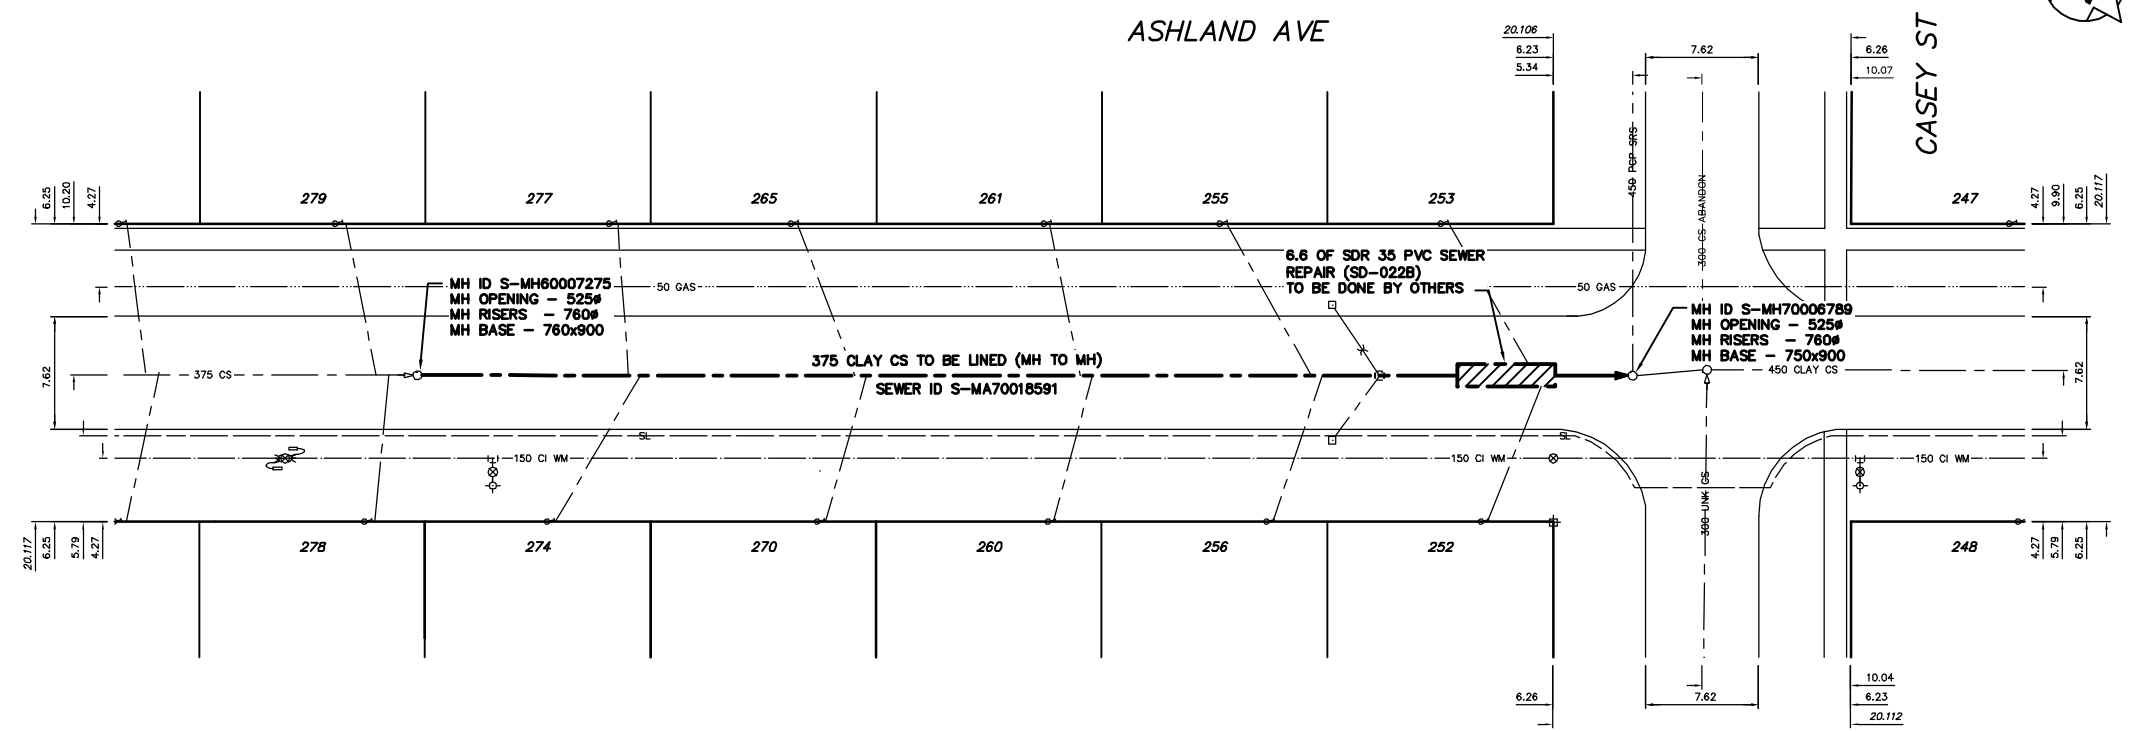 ASHLAND AVE
CASEY ST
20.106
6.23
5.34
7.62
6.26
10.07
450 PCP SRS
300 CS ABANDON
6.25
10.20
4.27
279
277
265
261
255
253
247
4.27
9.90
6.25
20.117
6.6 OF SDR 35 PVC SEWER
REPAIR (SD-022B)
TO BE DONE BY OTHERS
MH ID S-MH60007275
MH OPENING - 525ø
MH RISERS - 760ø
MH BASE - 760x900
50 GAS
50 GAS
MH ID S-MH70006789
MH OPENING - 525ø
MH RISERS - 760ø
MH BASE - 750x900
375 CLAY CS TO BE LINED (MH TO MH)
SEWER ID S-MA70018591
375 CS
450 CLAY CS
7.62
7.62
SL
SL
150 CI WM
150 CI WM
150 CI WM
300 UNK CS
20.117
6.25
5.79
4.27
278
274
270
260
256
252
248
4.27
5.79
6.25
6.26
7.62
10.04
6.23
20.112